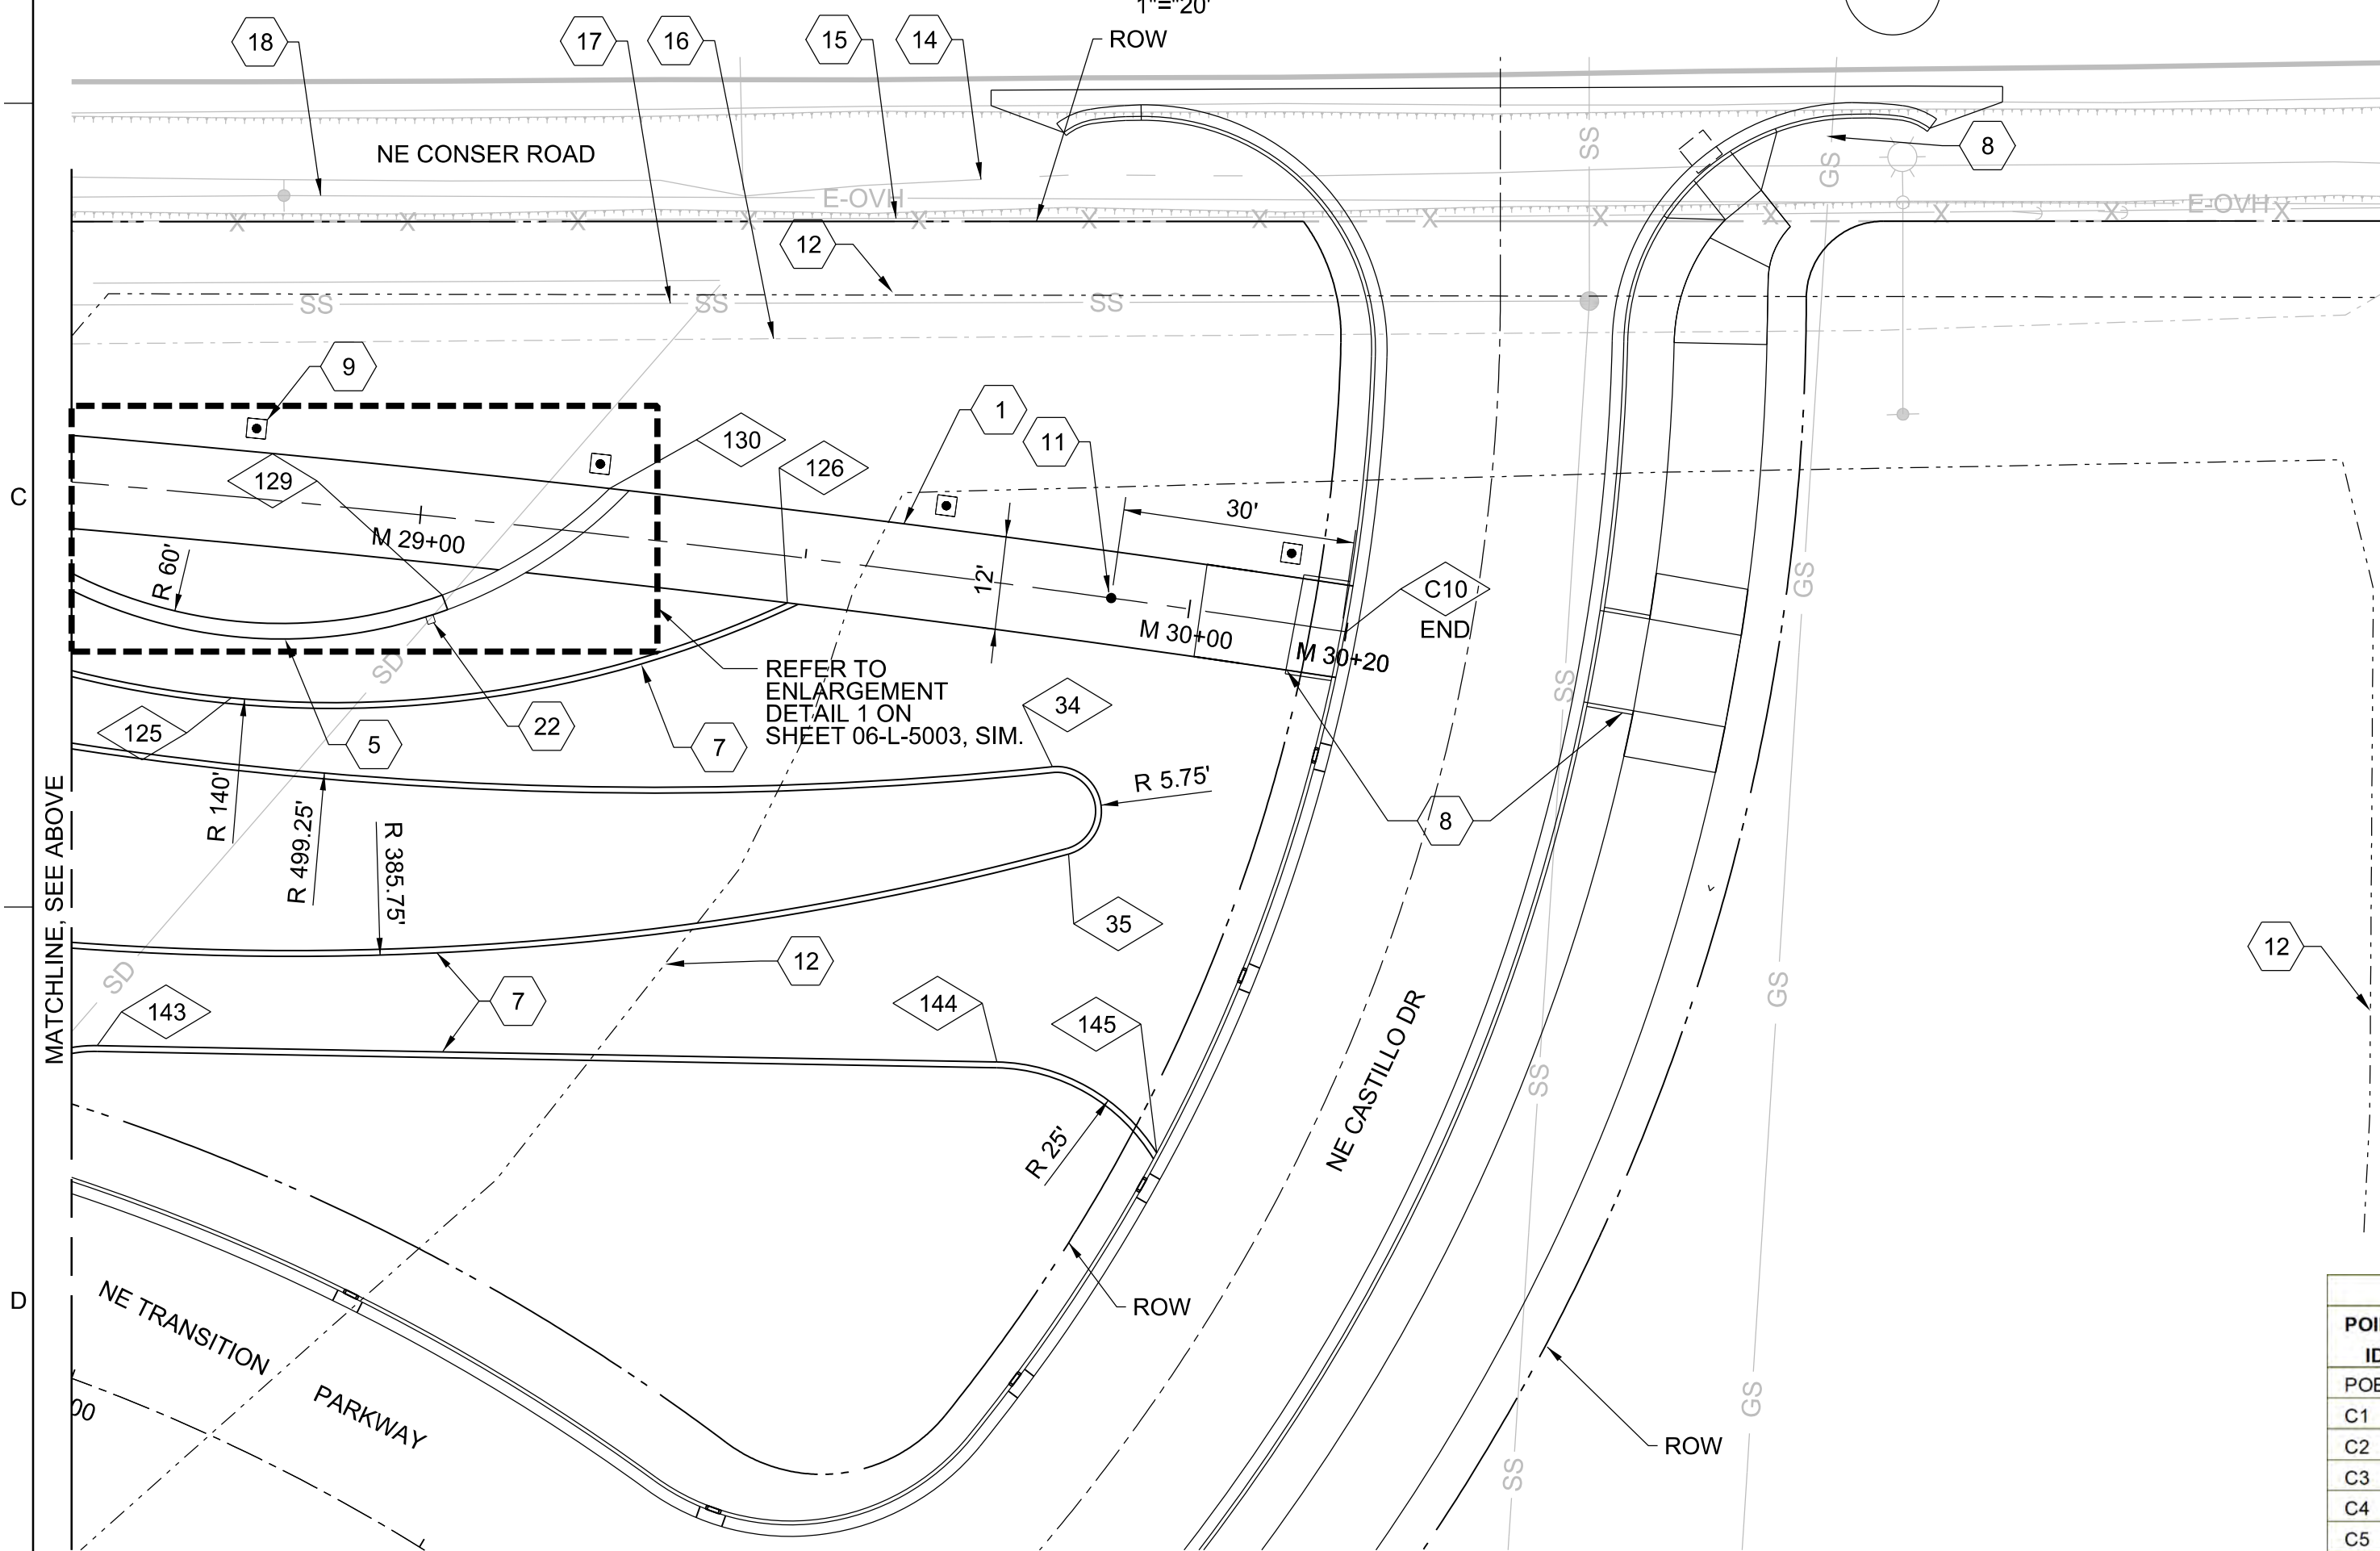 1"="20'
18
17
16
15
14
ROW
NE CONSER ROAD
8
SS
GS
E-OVH
E-OVH
X X X X X X X X X X X X X
12
SS
SS
SS
9
1
130
11
126
129
C
30'
M 29+00
R 60'
12'
C10
END
GS
M 30+00
M 30+20
SD
REFER TO
ENLARGEMENT
DETAIL 1 ON
SHEET 06-L-5003, SIM.
34
SS
125
5
22
7
R 5.75'
R 140'
R 499.25'
R 385.75'
8
MATCHLINE, SEE ABOVE
35
12
12
SD
143
7
144
145
GS
NE CASTILLO DR
SS
R 25'
NE TRANSITION
PARKWAY
D
ROW
00
GS
ROW
SS
POI
ID
POE
C1
C2
C3
C4
C5